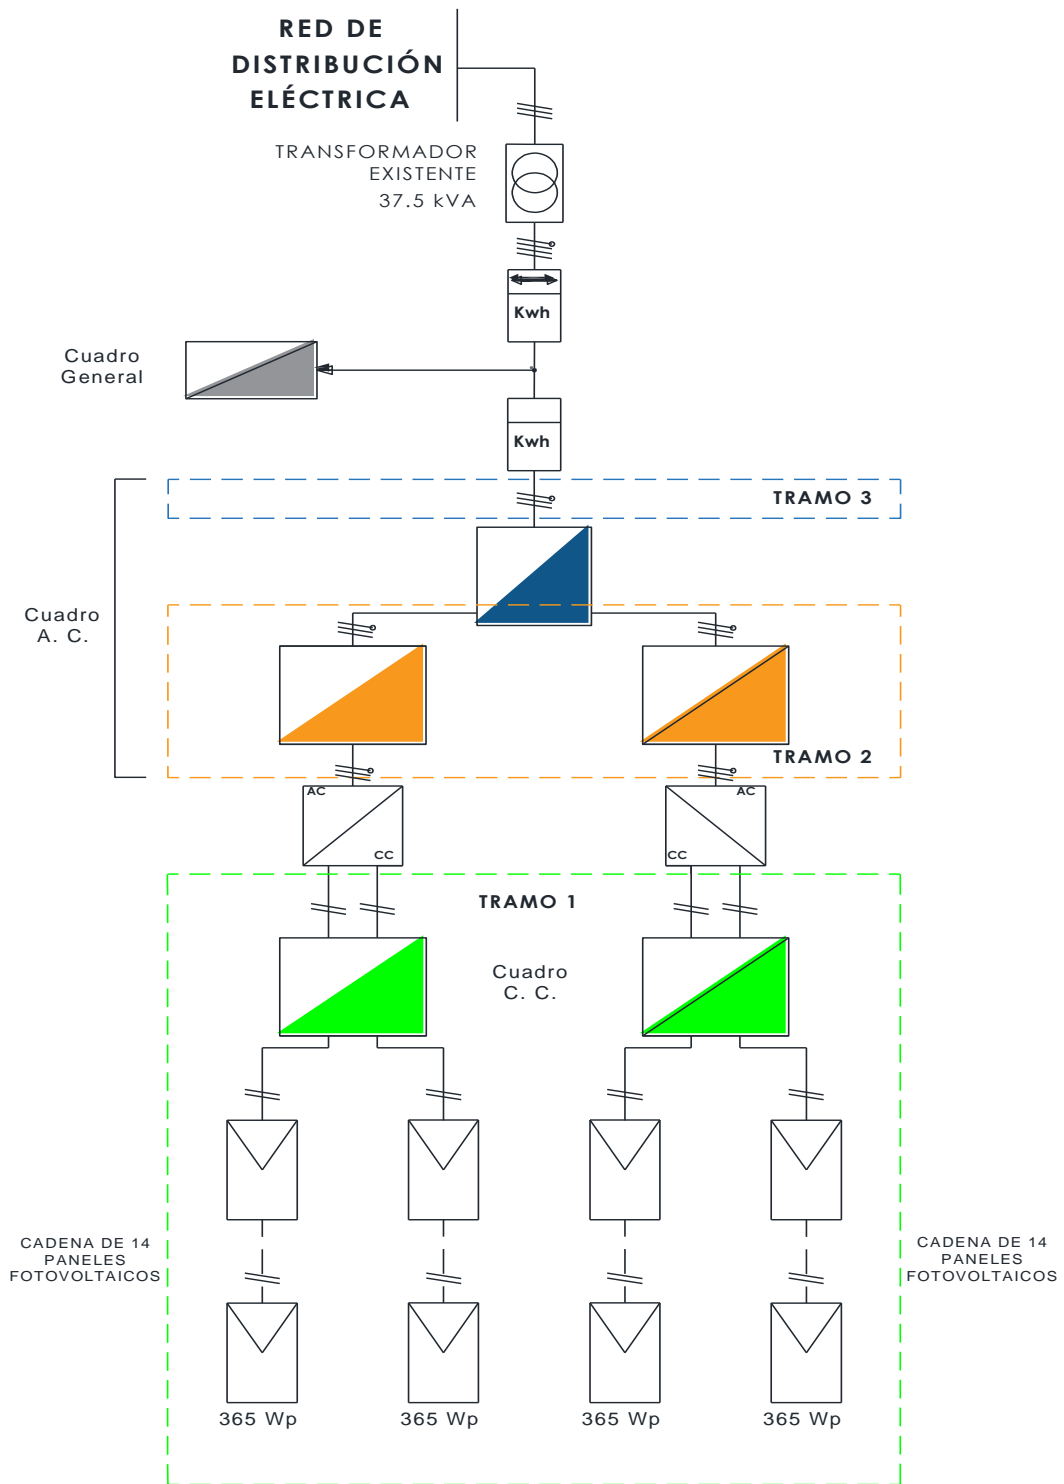 RED DE
DISTRIBUCIÓN
ELÉCTRICA
TRANSFORMADOR
EXISTENTE
37.5 kVA
Kwh
Cuadro
General
Kwh
TRAMO 3
Cuadro
A. C.
TRAMO 2
AC
CC
AC
CC
TRAMO 1
Cuadro
C. C.
CADENA DE 14
PANELES
FOTOVOLTAICOS
CADENA DE 14
PANELES
FOTOVOLTAICOS
365 Wp
365 Wp
365 Wp
365 Wp